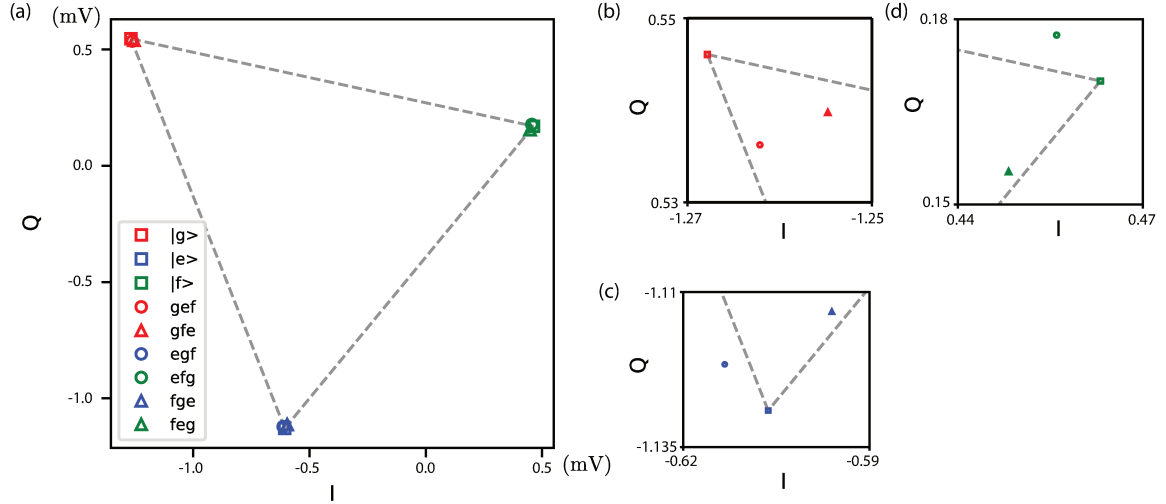 (a)
(mV)
0.5
0.0
-0.5
-1.0
Q
|g>
|e>
|f>
gef
gfe
egf
efg
fge
feg
-1.0
-0.5
0.0
0.5
(mV)
I
(b)
0.55
Q
0.53
-1.27
-1.25
I
(d)
0.18
Q
0.15
0.44
0.47
I
(c)
-1.11
Q
-1.135
-0.62
-0.59
I